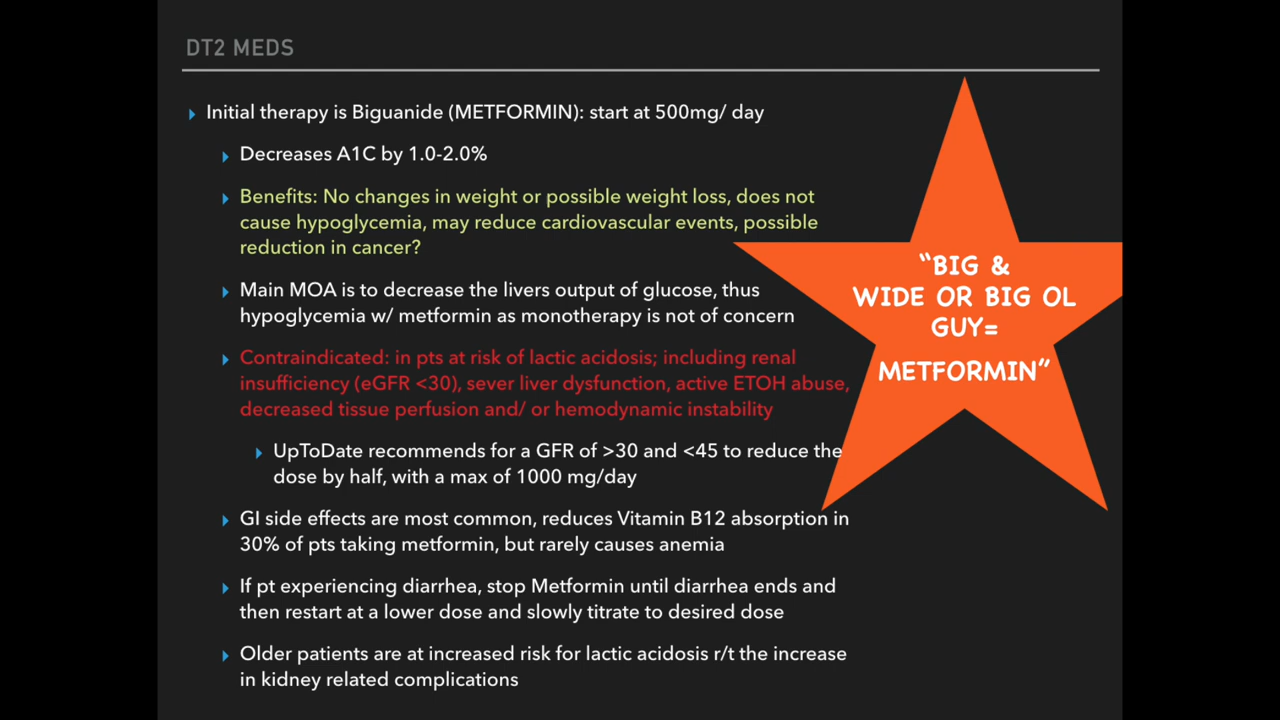 DT2 MEDS
Initial therapy is Biguanide (METFORMIN): start at 500mg/ day
Decreases A1C by 1.0-2.0%
Benefits: No changes in weight or possible weight loss, does not
cause hypoglycemia, may reduce cardiovascular events, possible
reduction in cancer?
Main MOA is to decrease the livers output of glucose, thus
hypoglycemia w/ metformin as monotherapy is not of concern
Contraindicated: in pts at risk of lactic acidosis; including renal
insufficiency (eGFR <30), sever liver dysfunction, active ETOH abuse,
decreased tissue perfusion and/ or hemodynamic instability
UpToDate recommends for a GFR of >30 and <45 to reduce the
dose by half, with a max of 1000 mg/day
GI side effects are most common, reduces Vitamin B12 absorption in
30% of pts taking metformin, but rarely causes anemia
If pt experiencing diarrhea, stop Metformin until diarrhea ends and
then restart at a lower dose and slowly titrate to desired dose
Older patients are at increased risk for lactic acidosis r/t the increase
in kidney related complications
“BIG &
WIDE OR BIG OL
GUY=
METFORMIN”